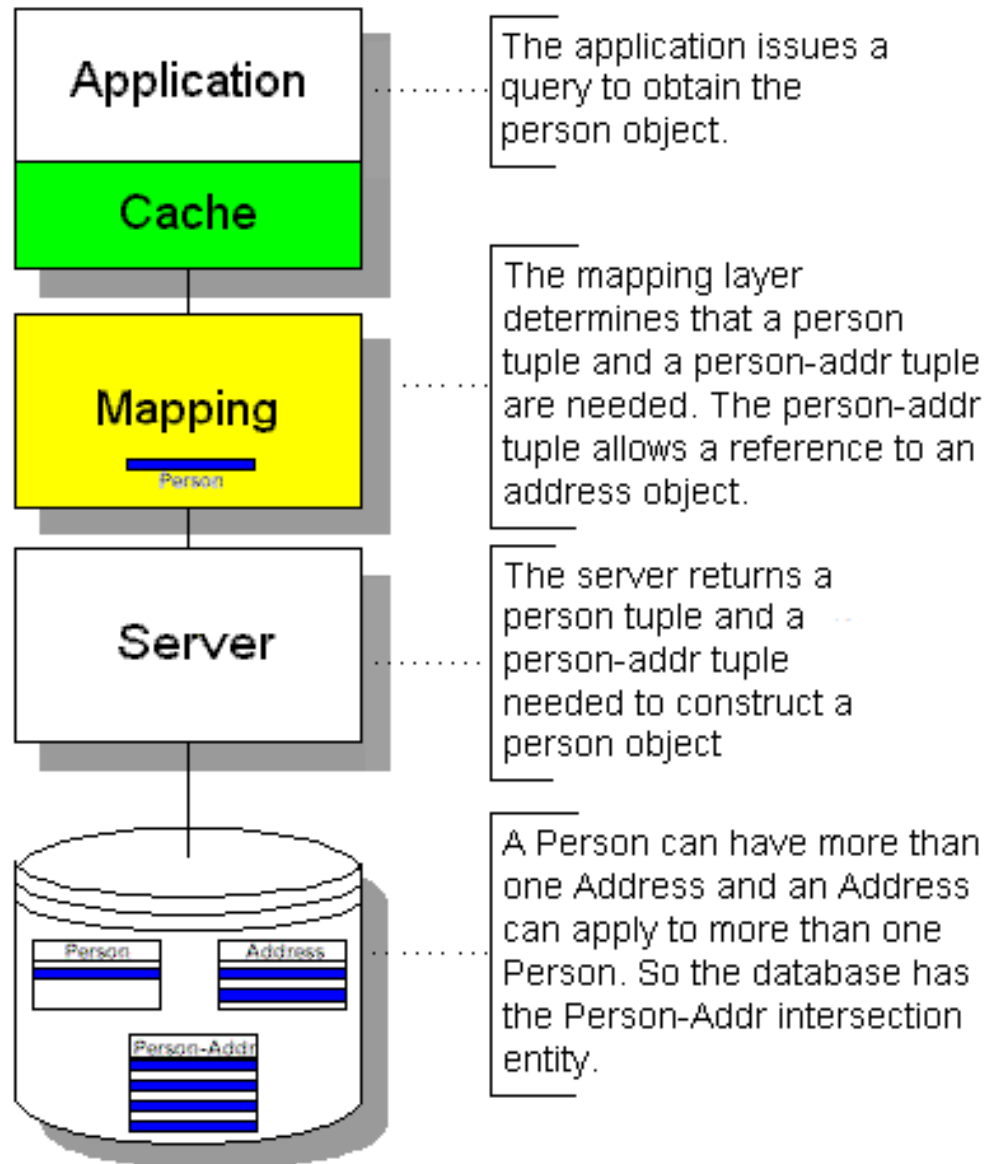 Application
The application issues a
query to obtain the
person object.
Cache
The mapping layer
determines that a person
tuple and a person-addr tuple
are needed. The person-addr
tuple allows a reference to an
address object.
Mapping
Person
The server returns a
person tuple and a
person-addr tuple
needed to construct a
person object
Server
A Person can have more than
one Address and an Address
can apply to more than one
Person. So the database has
the Person-Addr intersection
entity.
Person
Address
Person-Addr